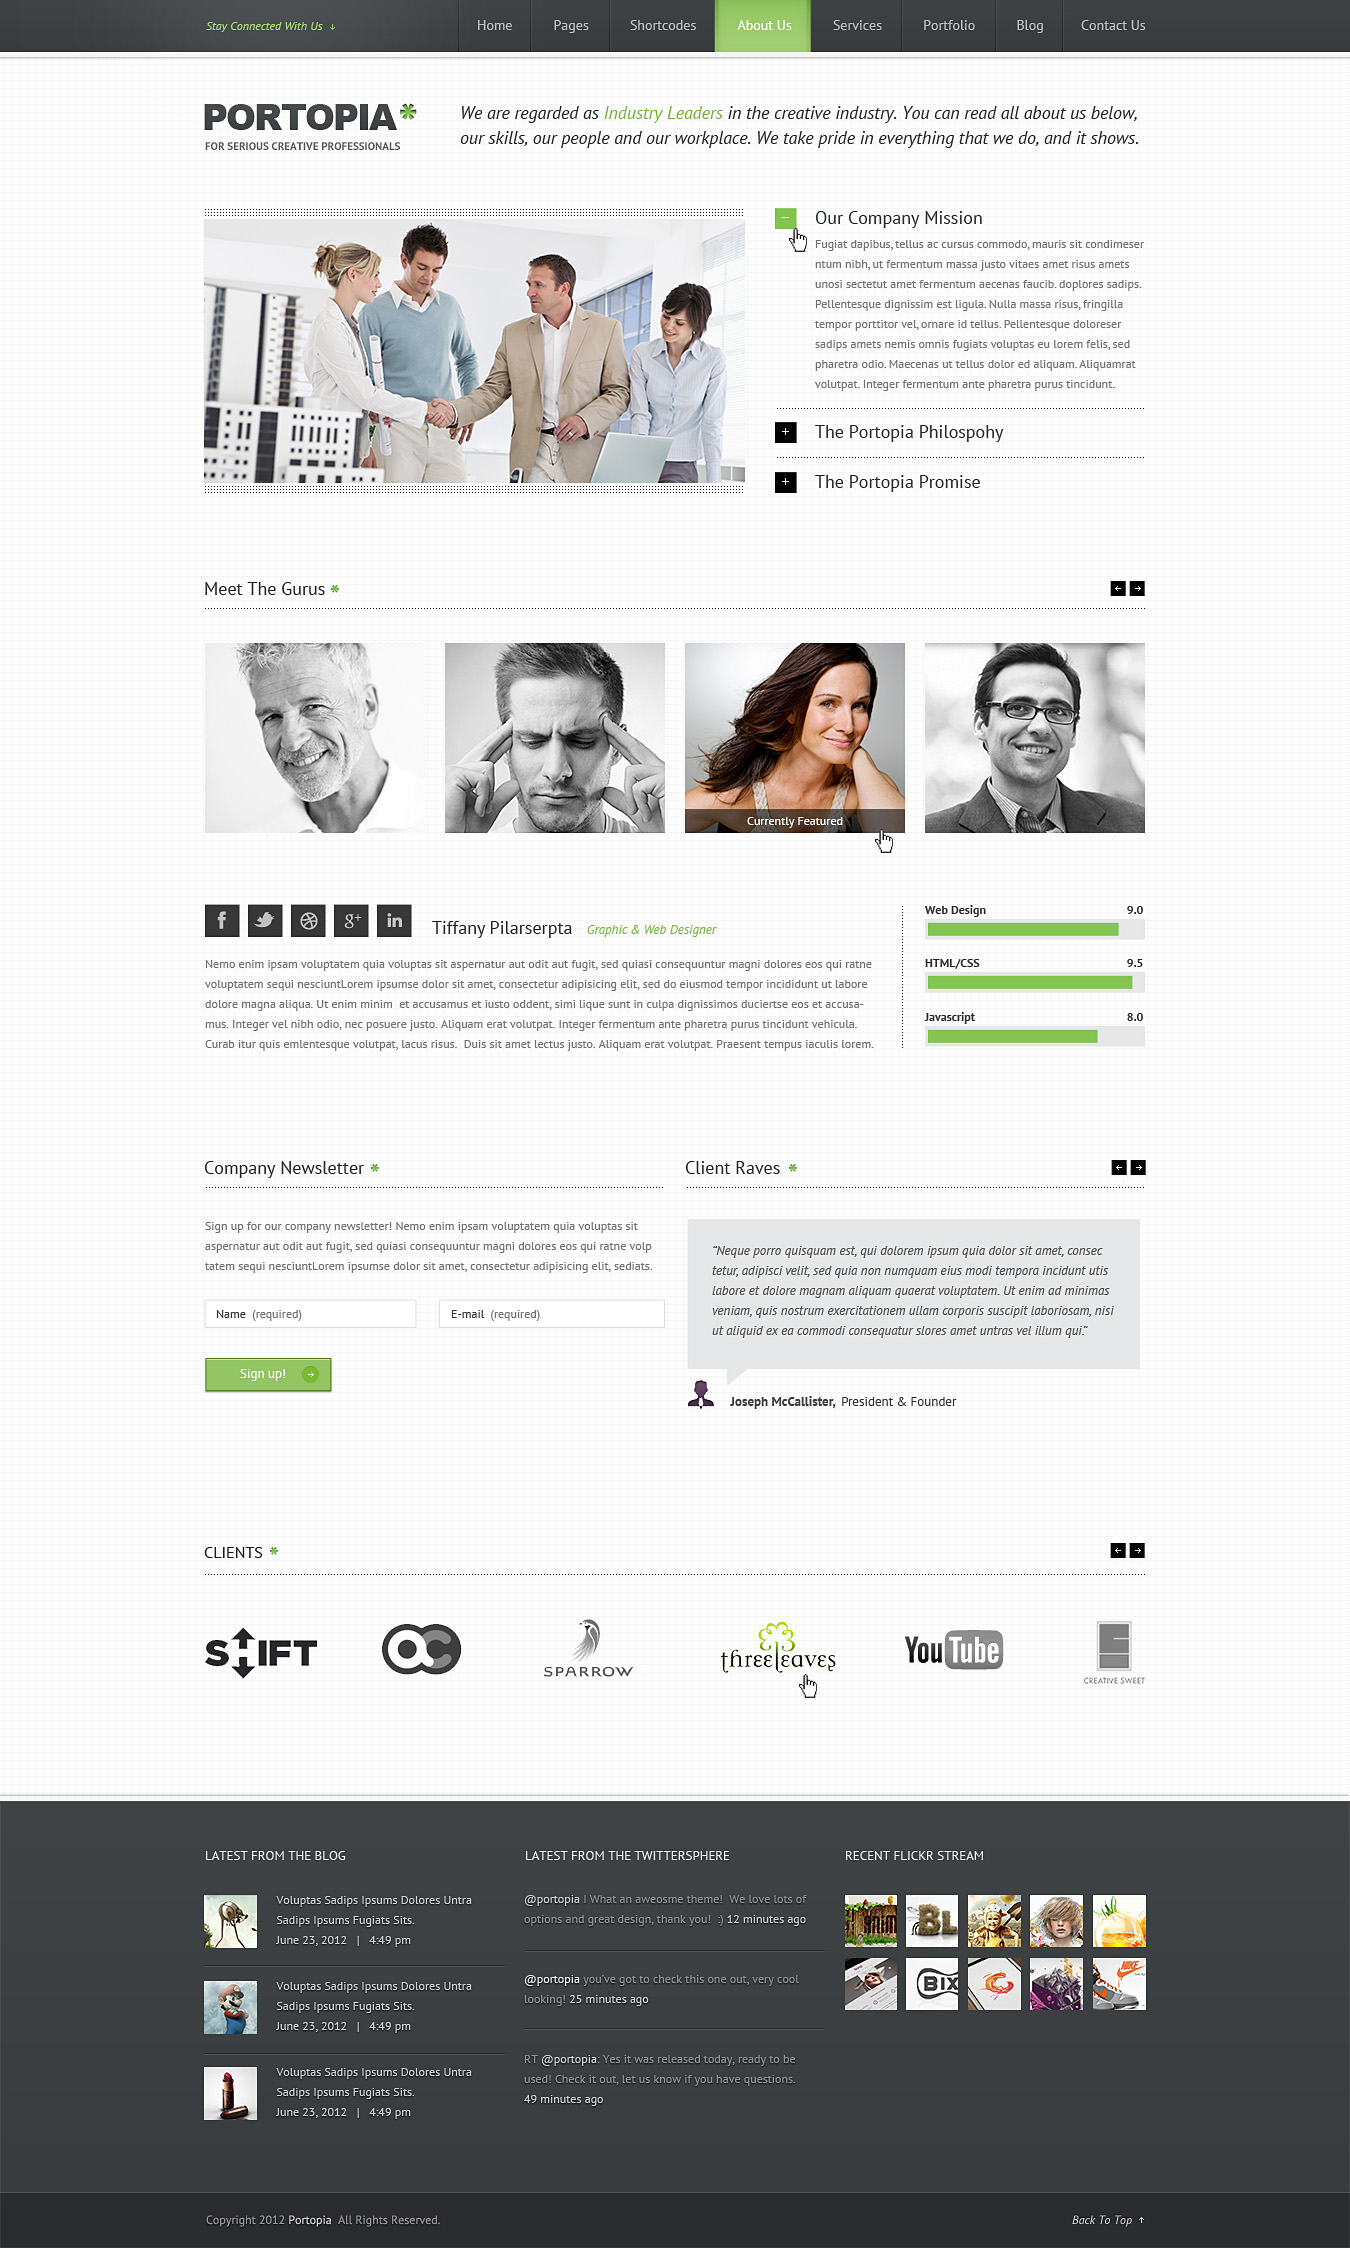 Stay Connected With Us ↓
Home
Pages
Shortcodes
About Us
Services
Portfolio
Blog
Contact Us
PORTOPIA*
FOR SERIOUS CREATIVE PROFESSIONALS
We are regarded as Industry Leaders in the creative industry. You can read all about us below,
our skills, our people and our workplace. We take pride in everything that we do, and it shows.
Our Company Mission
Fugiat dapibus, tellus ac cursus commodo, mauris sit condimeser
ntum nibh, ut fermentum massa justo vitaes amet risus amets
unosi sectetut amet fermentum aecenas faucib. doplores sadips.
Pellentesque dignissim est ligula. Nulla massa risus, fringilla
tempor porttitor vel, ornare id tellus. Pellentesque doloreser
sadips amets nemis omnis fugiats voluptas eu lorem felis, sed
pharetra odio. Maecenas ut tellus dolor ed aliquam. Aliquamrat
volutpat. Integer fermentum ante pharetra purus tincidunt.
The Portopia Philospohy
The Portopia Promise
Meet The Gurus *
Currently Featured
f
g+
in
Tiffany Pilarserpta Graphic & Web Designer
Nemo enim ipsam voluptatem quia voluptas sit aspernatur aut odit aut fugit, sed quiasi consequuntur magni dolores eos qui ratne
voluptatem sequi nesciuntLorem ipsumse dolor sit amet, consectetur adipisicing elit, sed do eiusmod tempor incididunt ut labore
dolore magna aliqua. Ut enim minim et accusamus et iusto oddent, simi lique sunt in culpa dignissimos duciertse eos et accusa-
mus. Integer vel nibh odio, nec posuere justo. Aliquam erat volutpat. Integer fermentum ante pharetra purus tincidunt vehicula.
Curab itur quis emlentesque volutpat, lacus risus. Duis sit amet lectus justo. Aliquam erat volutpat. Praesent tempus iaculis lorem.
Web Design 9.0
HTML/CSS 9.5
Javascript 8.0
Company Newsletter *
Sign up for our company newsletter! Nemo enim ipsam voluptatem quia voluptas sit
aspernatur aut odit aut fugit, sed quiasi consequuntur magni dolores eos qui ratne volp
tatem sequi nesciuntLorem ipsumse dolor sit amet, consectetur adipisicing elit, sediats.
Name (required)
E-mail (required)
Sign up!
Client Raves *
"Neque porro quisquam est, qui dolorem ipsum quia dolor sit amet, consec
tetur, adipisci velit, sed quia non numquam eius modi tempora incidunt utis
labore et dolore magnam aliquam quaerat voluptatem. Ut enim ad minimas
veniam, quis nostrum exercitationem ullam corporis suscipit laboriosam, nisi
ut aliquid ex ea commodi consequatur slores amet untras vel illum qui."
Joseph McCallister, President & Founder
CLIENTS *
SHIFT
ac
SPARROW
threeleaves
YouTube
CREATIVE SWEET
LATEST FROM THE BLOG
Voluptas Sadips Ipsums Dolores Untra
Sadips Ipsums Fugiats Sits.
June 23, 2012 | 4:49 pm
Voluptas Sadips Ipsums Dolores Untra
Sadips Ipsums Fugiats Sits.
June 23, 2012 | 4:49 pm
Voluptas Sadips Ipsums Dolores Untra
Sadips Ipsums Fugiats Sits.
June 23, 2012 | 4:49 pm
LATEST FROM THE TWITTERSPHERE
@portopia I What an aweosme theme! We love lots of
options and great design, thank you! :) 12 minutes ago
@portopia you've got to check this one out, very cool
looking! 25 minutes ago
RT @portopia: Yes it was released today, ready to be
used! Check it out, let us know if you have questions.
49 minutes ago
RECENT FLICKR STREAM
BL
BIX
NIKE
Copyright 2012 Portopia All Rights Reserved.
Back To Top ↑